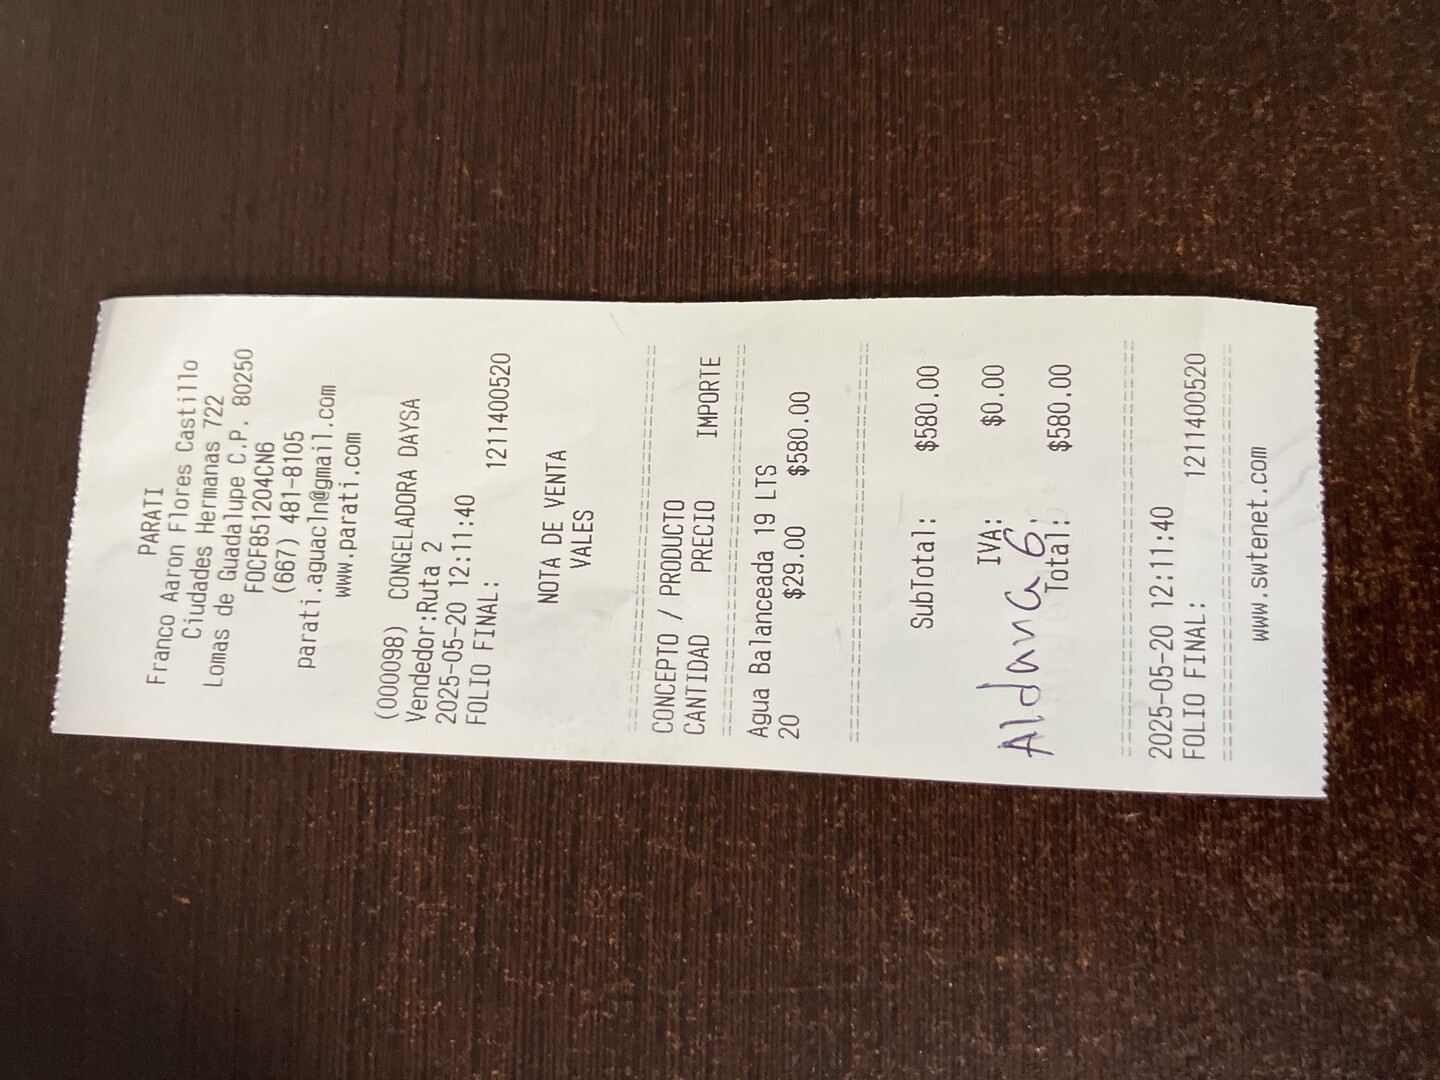 PARATI
Franco Aaron Flores Castillo
Ciudades Hermanas 722
Lomas de Guadalupe C.P. 80250
FOCF851204CN6
(667) 481-8105
parati.aguacln@gmail.com
www.parati.com
(000098) CONGELADORA DAYSA
Vendedor:Ruta 2
2025-05-20 12:11:40
FOLIO FINAL: 1211400520
NOTA DE VENTA
VALES
CONCEPTO / PRODUCTO
CANTIDAD PRECIO IMPORTE
Agua Balanceada 19 LTS
20 $29.00 $580.00
SubTotal: $580.00
IVA: $0.00
Aldana G.
Total: $580.00
2025-05-20 12:11:40
FOLIO FINAL: 1211400520
www.swtenet.com